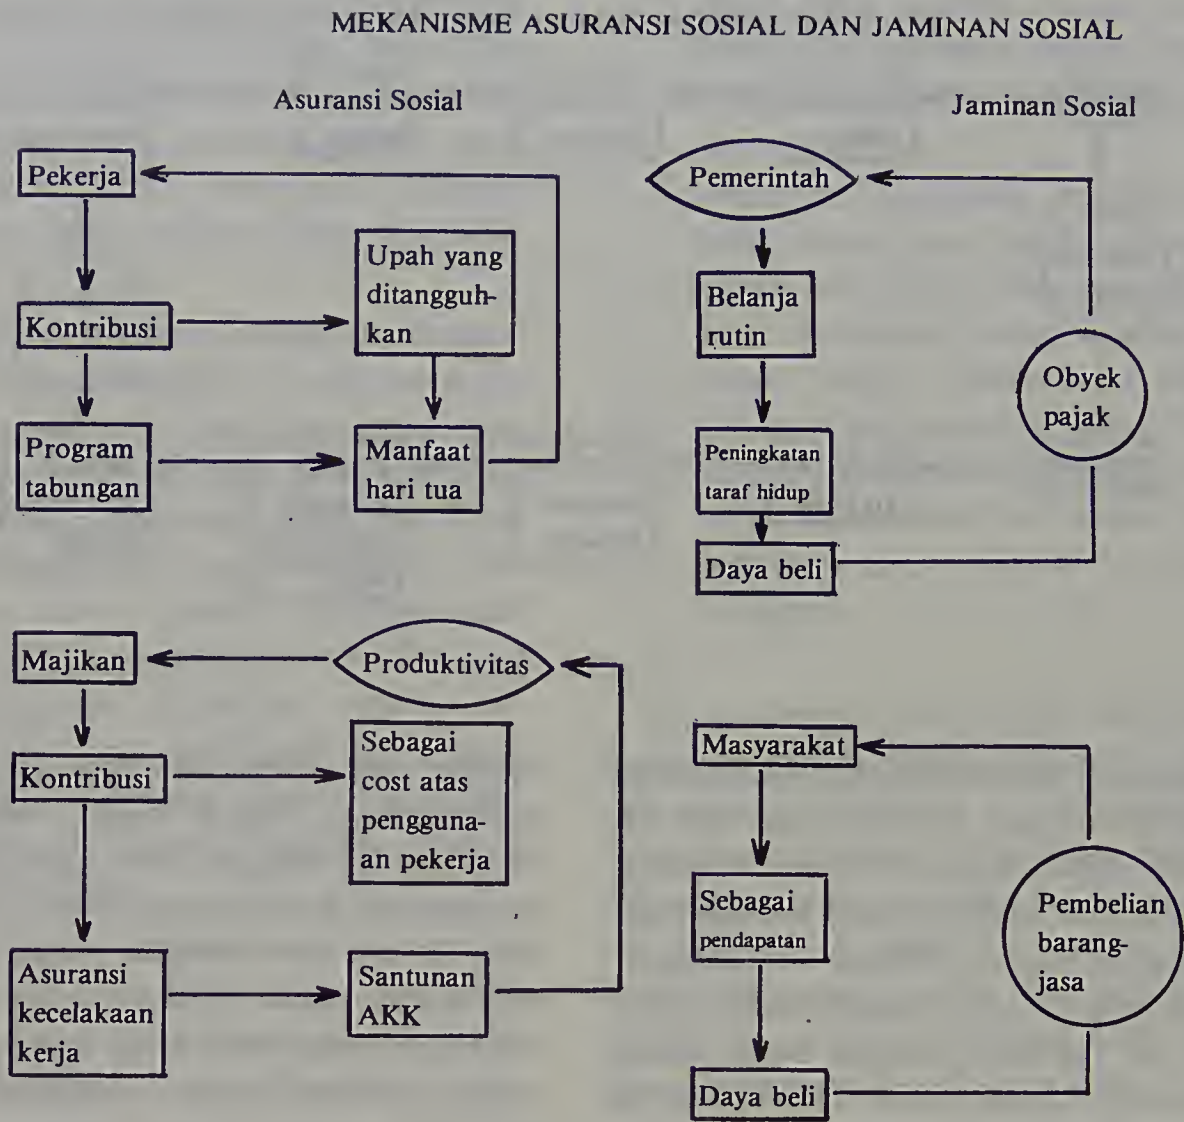 MEKANISME ASURANSI SOSIAL DAN JAMINAN SOSIAL
Asuransi Sosial
Pekerja
Kontribusi
Upah yang
ditangguh-
kan
Program
tabungan
Manfaat
hari tua
Majikan
Produktivitas
Kontribusi
Sebagai
cost atas
pengguna-
an pekerja
Asuransi
kecelakaan
kerja
Santunan
AKK
Jaminan Sosial
Pemerintah
Belanja
rutin
Peningkatan
taraf hidup
Daya beli
Obyek
pajak
Masyarakat
Sebagai
pendapatan
Daya beli
Pembelian
barang-
jasa